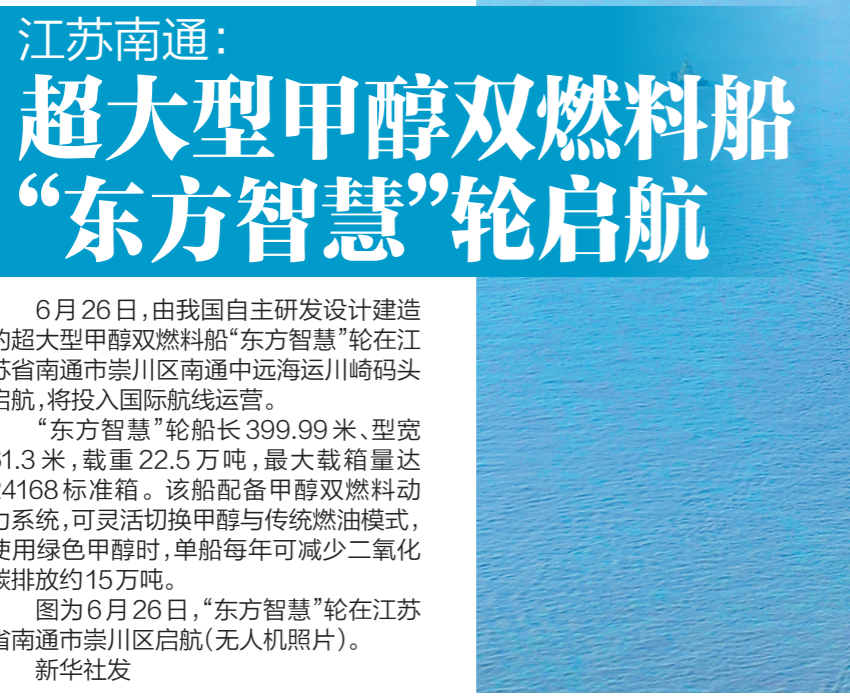 江苏南通：
超大型甲醇双燃料船
“东方智慧”轮启航
6月26日，由我国自主研发设计建造
的超大型甲醇双燃料船“东方智慧”轮在江
苏省南通市崇川区南通中远海运川崎码头
启航，将投入国际航线运营。
“东方智慧”轮船长399.99米、型宽
61.3米，载重22.5万吨，最大载箱量达
24168标准箱。该船配备甲醇双燃料动
力系统，可灵活切换甲醇与传统燃油模式，
使用绿色甲醇时，单船每年可减少二氧化
碳排放约15万吨。
图为6月26日，“东方智慧”轮在江苏
省南通市崇川区启航（无人机照片）。
新华社发